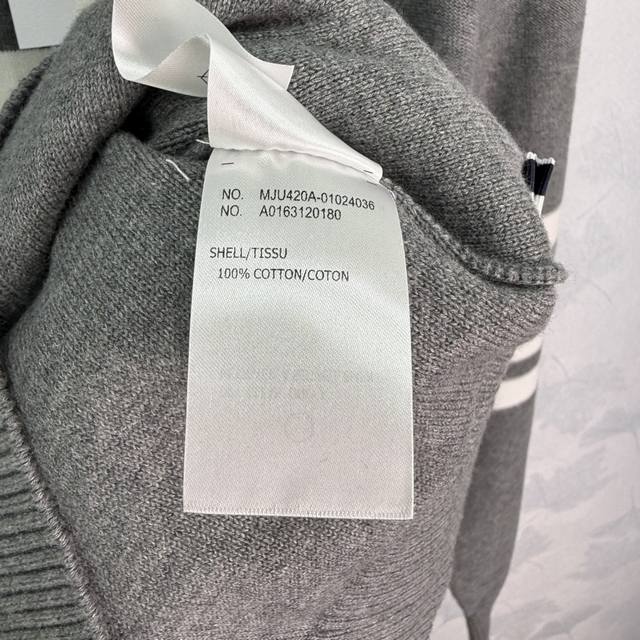 NO. MJU420A-01024036
NO. A0163120180
SHELL/TISSU
100% COTTON/COTON